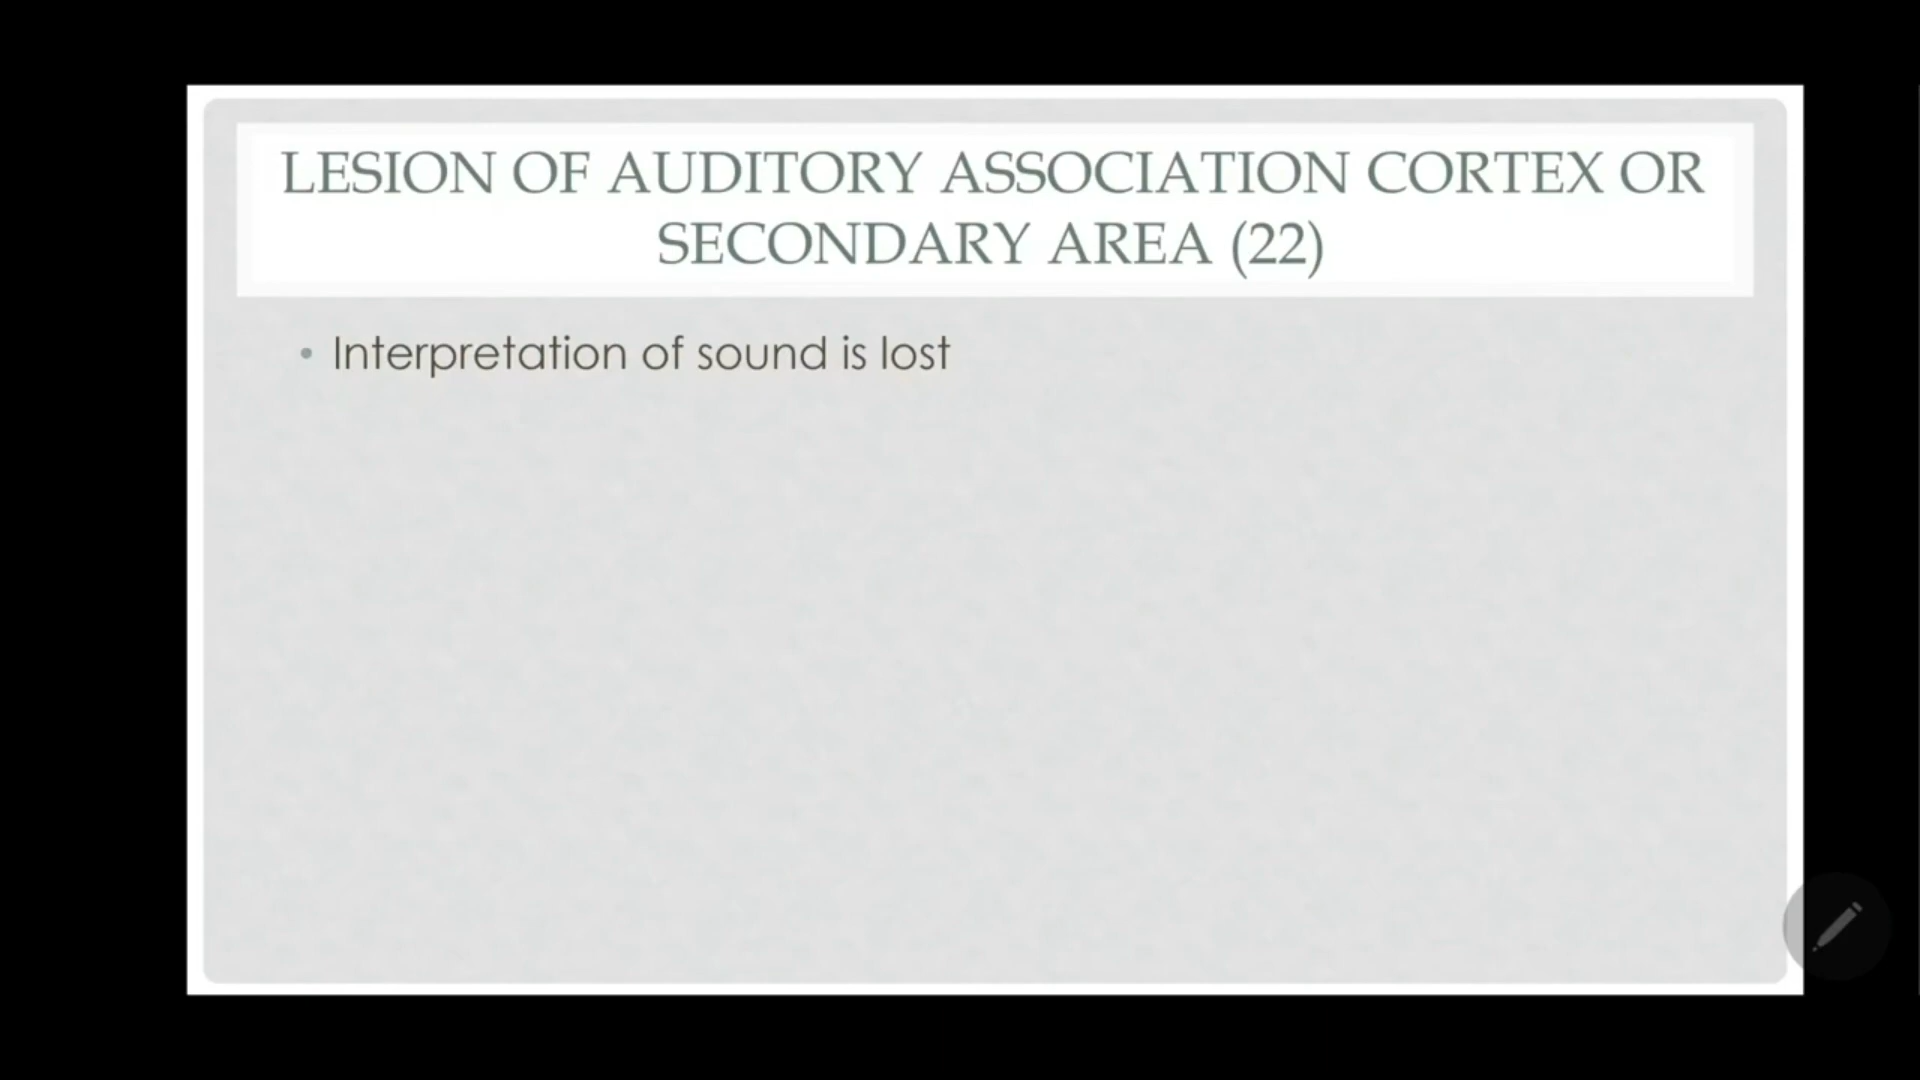 LESION OF AUDITORY ASSOCIATION CORTEX OR
SECONDARY AREA (22)
• Interpretation of sound is lost